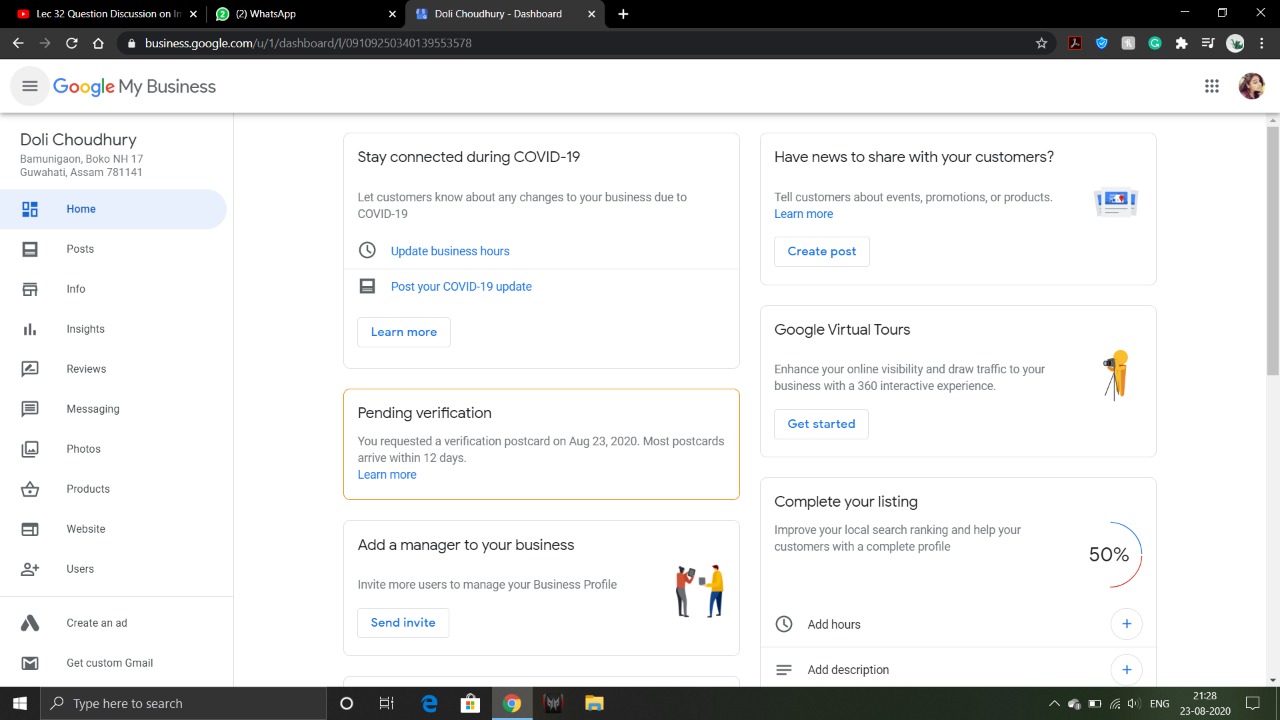 Lec 32 Question Discussion on In
(2) WhatsApp
Doli Choudhury - Dashboard
business.google.com/u/1/dashboard/l/09109250340139553578
Google My Business
Doli Choudhury
Bamunigaon, Boko NH 17
Guwahati, Assam 781141
Home
Posts
Info
Insights
Reviews
Messaging
Photos
Products
Website
Users
Create an ad
Get custom Gmail
Stay connected during COVID-19
Let customers know about any changes to your business due to
COVID-19
Update business hours
Post your COVID-19 update
Learn more
Pending verification
You requested a verification postcard on Aug 23, 2020. Most postcards
arrive within 12 days.
Learn more
Add a manager to your business
Invite more users to manage your Business Profile
Send invite
Have news to share with your customers?
Tell customers about events, promotions, or products.
Learn more
Create post
Google Virtual Tours
Enhance your online visibility and draw traffic to your
business with a 360 interactive experience.
Get started
Complete your listing
Improve your local search ranking and help your
customers with a complete profile
50%
Add hours
Add description
Type here to search
ENG
21:28
23-08-2020